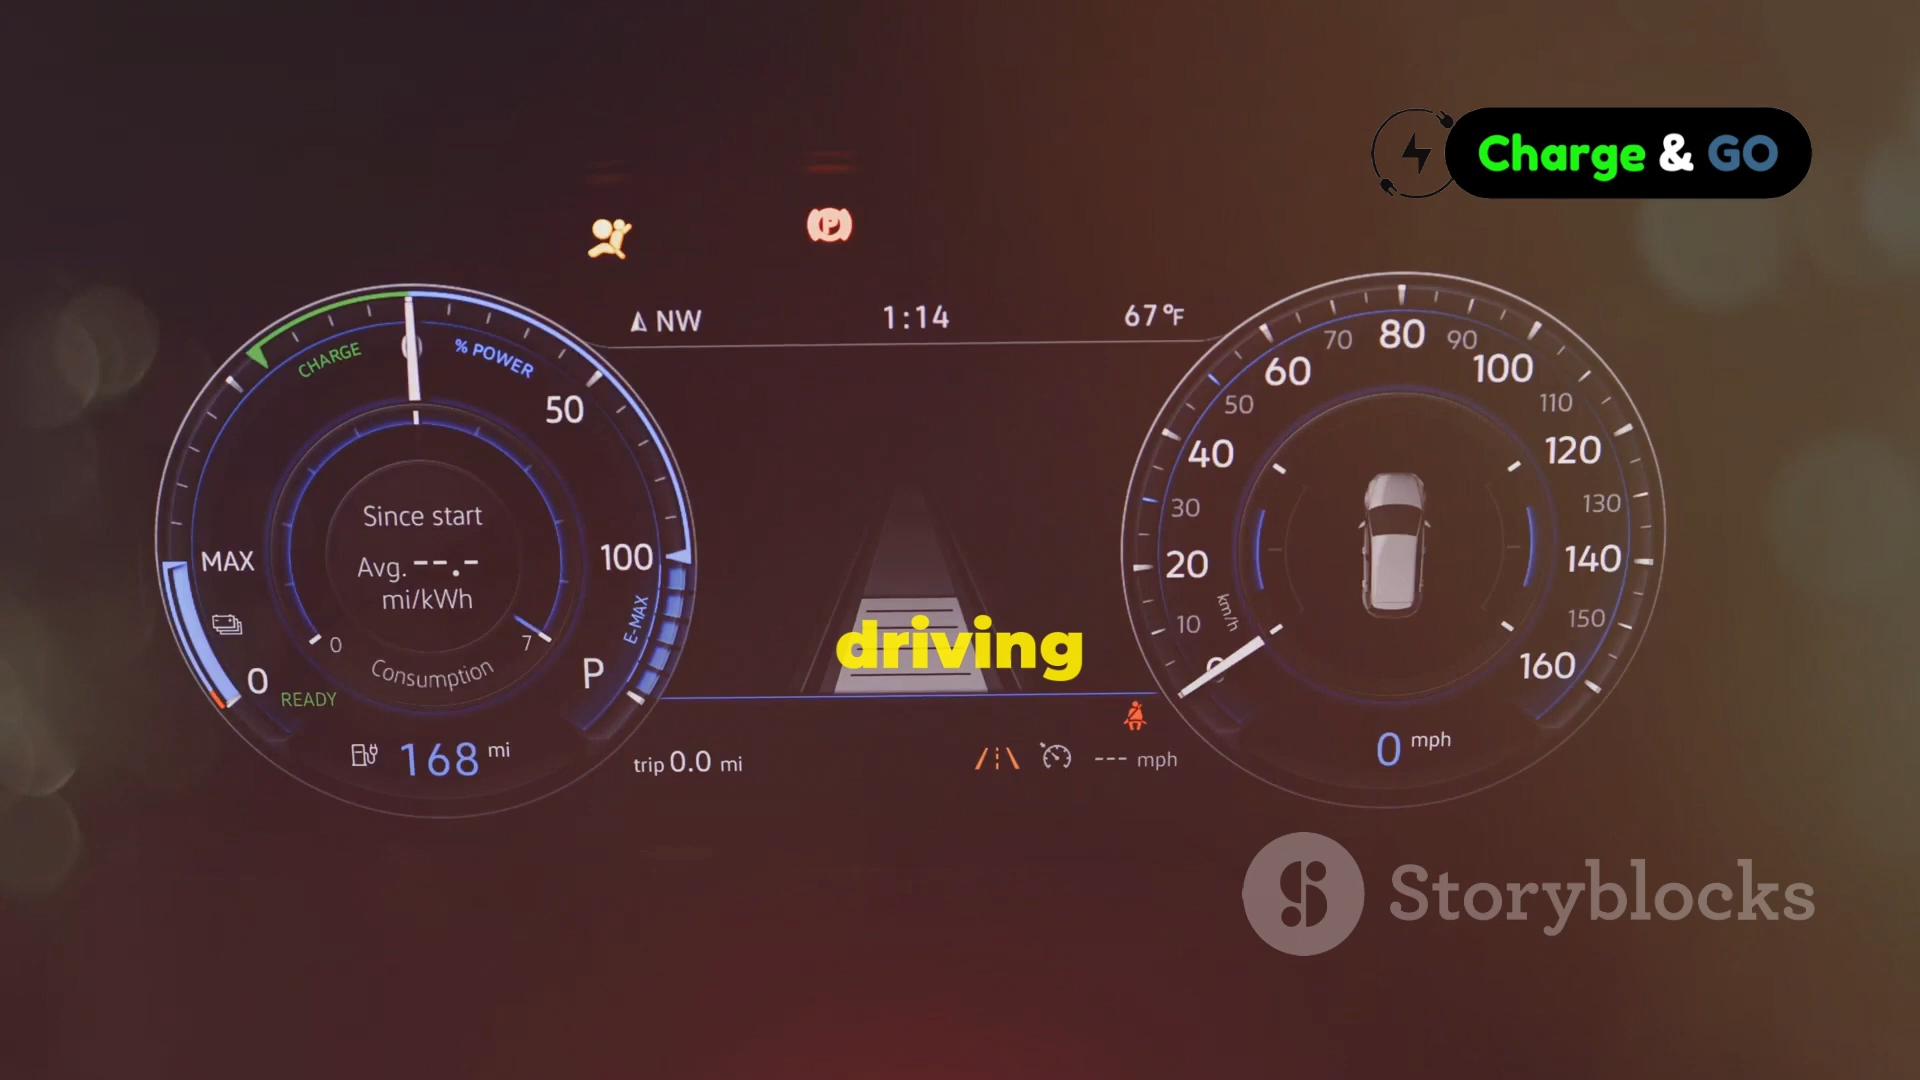 Charge & GO
P
NW
1:14
67°F
CHARGE
0
% POWER
50
100
MAX
0
READY
E-MAX
P
Since start
Avg. --.-
mi/kWh
0
7
Consumption
168 mi
trip 0.0 mi
--- mph
driving
0
10
20
30
40
50
60
70
80
90
100
110
120
130
140
150
160
km/h
0 mph
Storyblocks